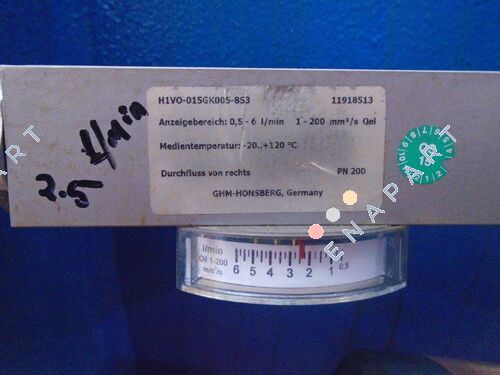 H1VO-015GK005-853 11918513
Anzeigebereich: 0,5 - 6 l/min 1 - 200 mm²/s Oel
Medientemperatur: -20..+120 °C
Durchfluss von rechts PN 200
GHM-HONSBERG, Germany
l/min
2.5
ENAPART
l/min
Oil 1-200
mm²/s
6 5 4 3 2 1 0,5